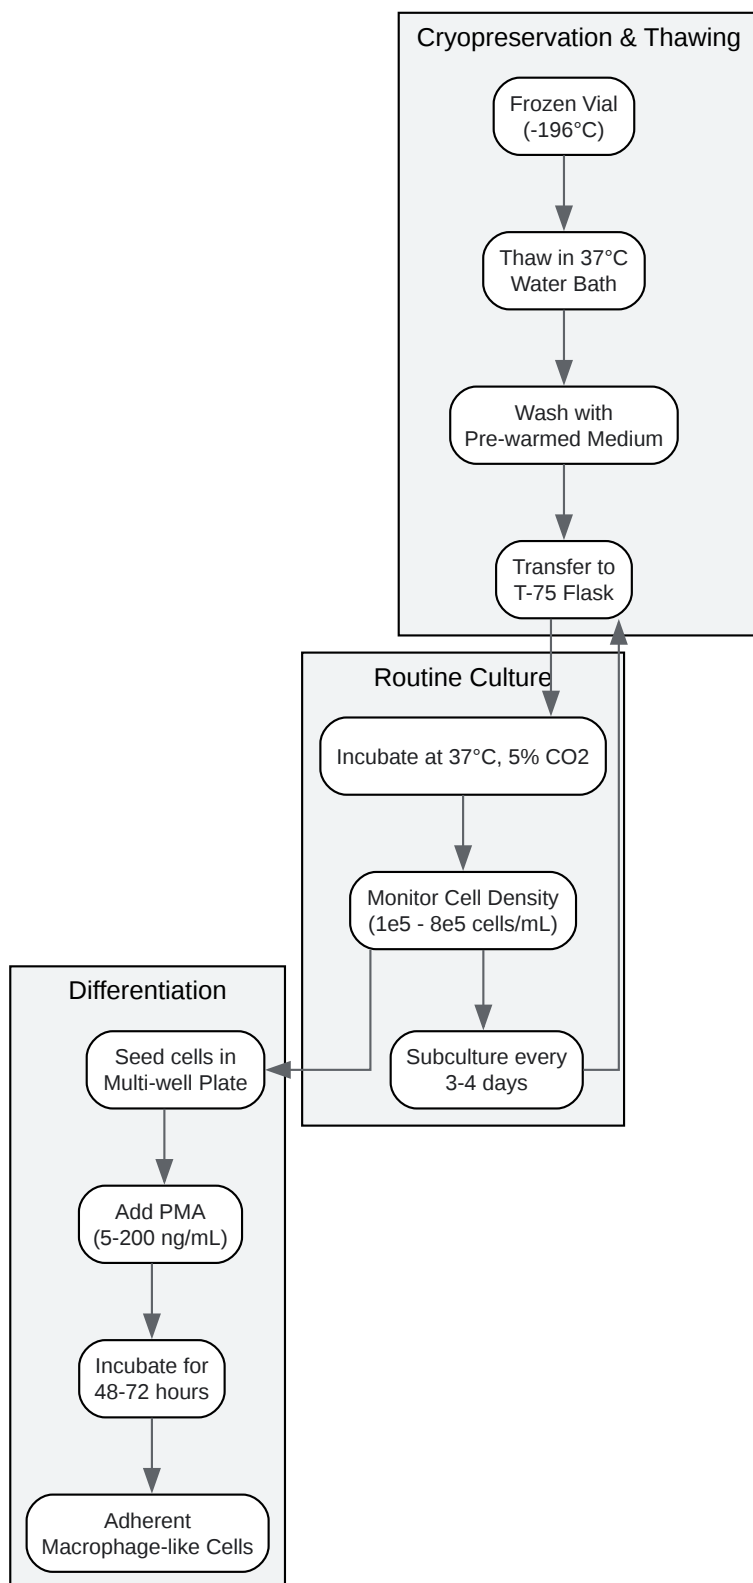 Cryopreservation & Thawing
Frozen Vial
(-196°C)
Thaw in 37°C
Water Bath
Wash with
Pre-warmed Medium
Transfer to
T-75 Flask
Routine Culture
Incubate at 37°C, 5% CO2
Monitor Cell Density
(1e5 - 8e5 cells/mL)
Subculture every
3-4 days
Differentiation
Seed cells in
Multi-well Plate
Add PMA
(5-200 ng/mL)
Incubate for
48-72 hours
Adherent
Macrophage-like Cells